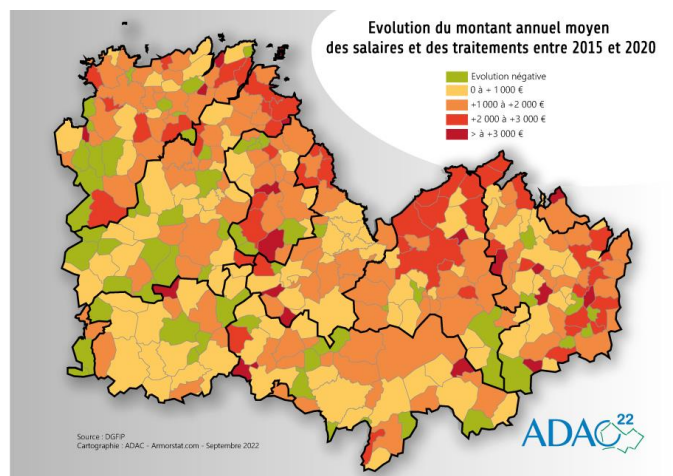 Evolution du montant annuel moyen
des salaires et des traitements entre 2015 et 2020
Evolution négative
0 à + 1 000 €
+1 000 à +2 000 €
+2 000 à +3 000 €
> à +3 000 €
Source : DGFiP
Cartographie : ADAC - Armorstat.com - Septembre 2022
ADAC 22